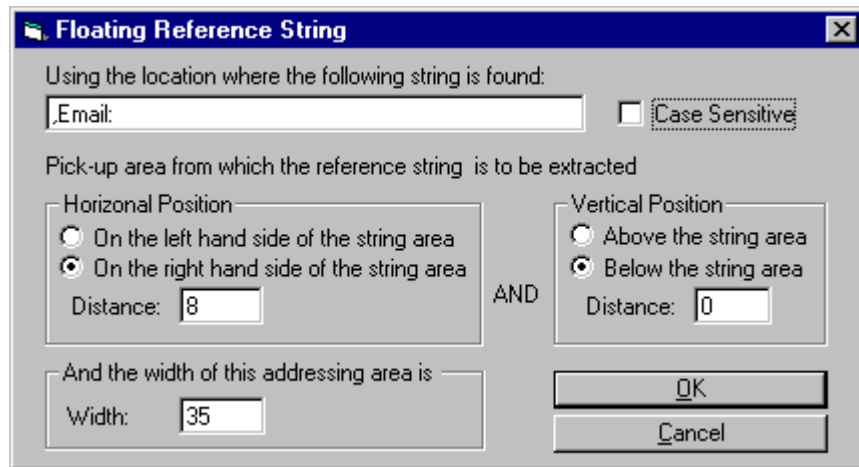 Floating Reference String
Using the location where the following string is found:
,Email:
Case Sensitive
Pick-up area from which the reference string is to be extracted
Horizonal Position
On the left hand side of the string area
On the right hand side of the string area
Distance: 8
AND
Vertical Position
Above the string area
Below the string area
Distance: 0
And the width of this addressing area is
Width: 35
OK
Cancel